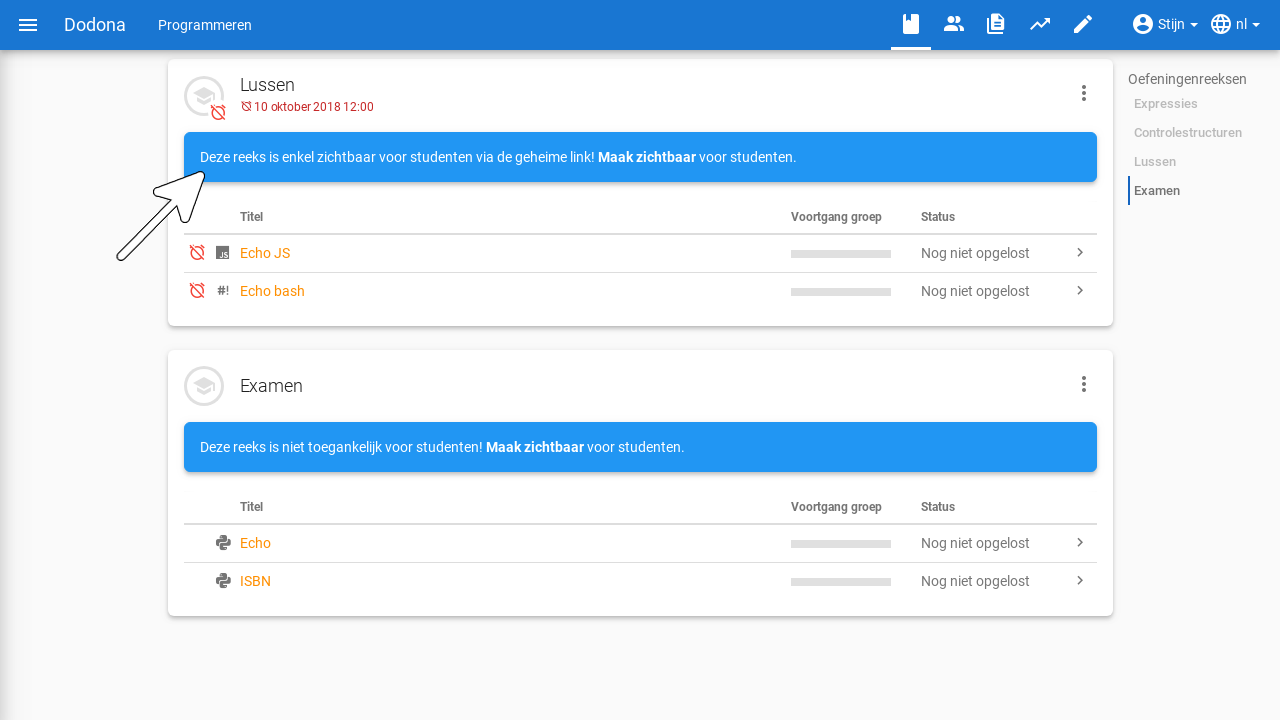 Dodona Programmeren Stijn nl
Lussen
10 oktober 2018 12:00
Deze reeks is enkel zichtbaar voor studenten via de geheime link! Maak zichtbaar voor studenten.
Titel Voortgang groep Status
Echo JS Nog niet opgelost
#! Echo bash Nog niet opgelost
Examen
Deze reeks is niet toegankelijk voor studenten! Maak zichtbaar voor studenten.
Titel Voortgang groep Status
Echo Nog niet opgelost
ISBN Nog niet opgelost
Oefeningenreeksen
Expressies
Controlestructuren
Lussen
Examen